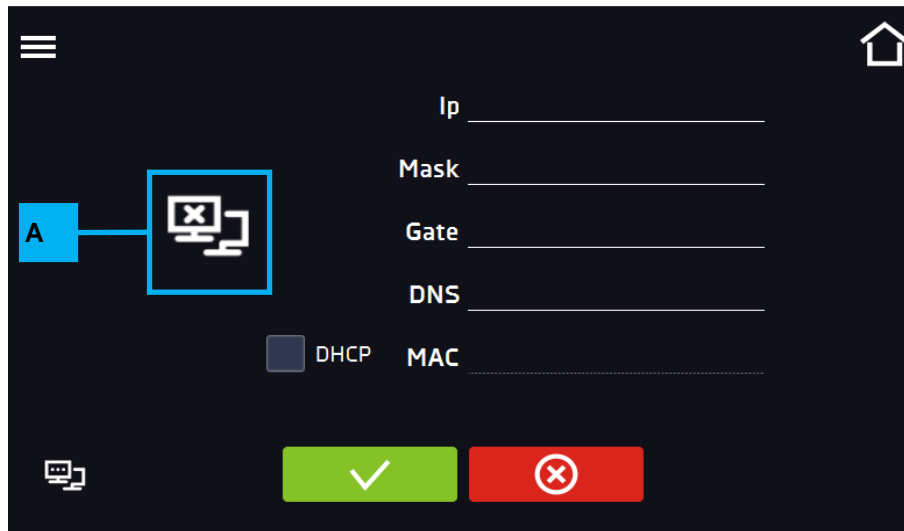 Ip
Mask
A
Gate
DNS
DHCP MAC